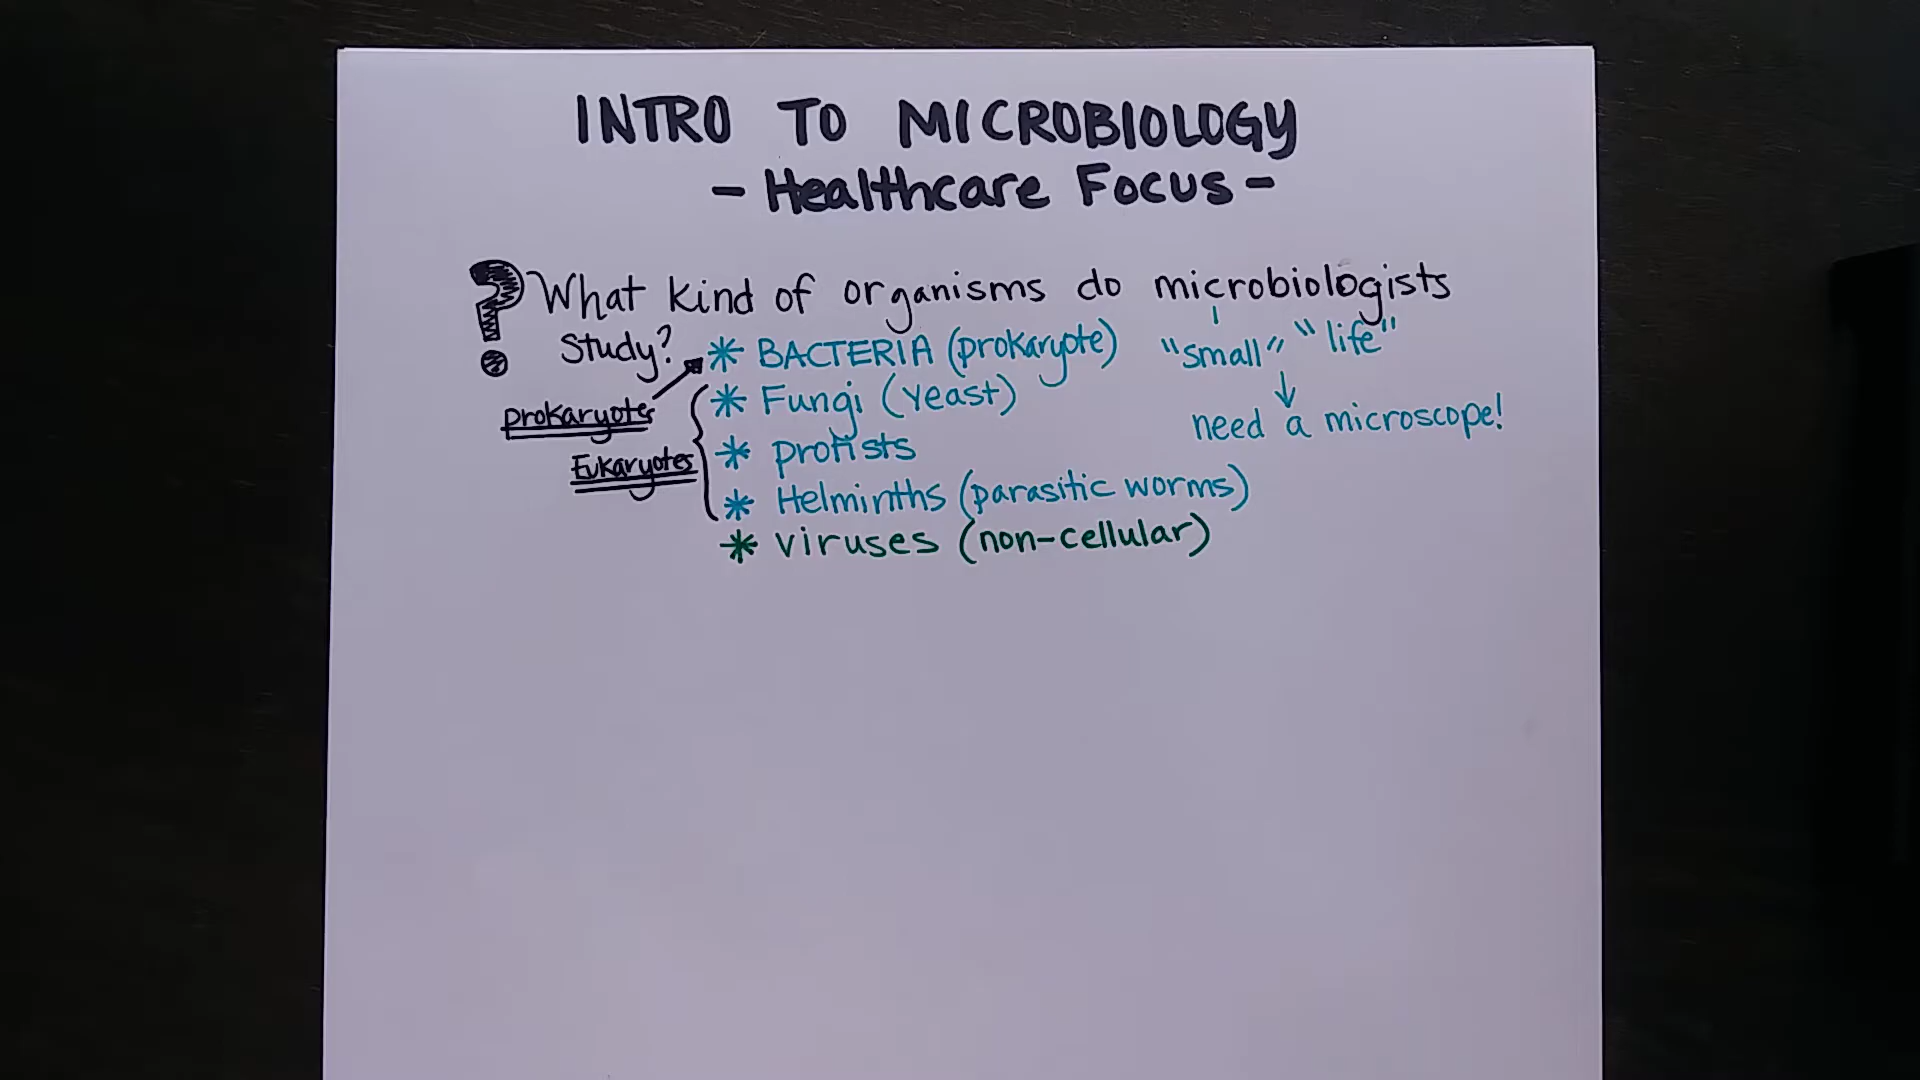 INTRO TO MICROBIOLOGY
- Healthcare Focus -
? What kind of organisms do microbiologists
study? * BACTERIA (prokaryote) "small" "life"
prokaryotes * Fungi (yeast) need a microscope!
Eukaryotes * protists
* Helminths (parasitic worms)
* viruses (non-cellular)